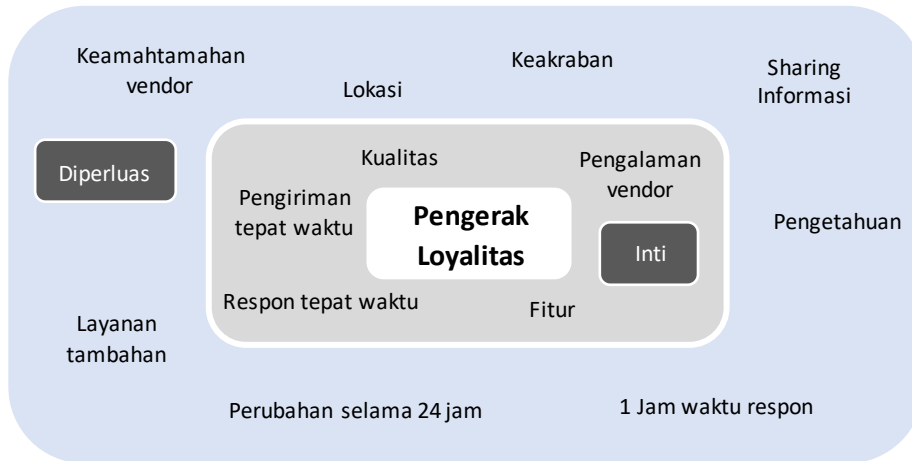 Keamahtamahan
vendor
Lokasi
Keakraban
Sharing
Informasi
Diperluas
Kualitas
Pengalaman
vendor
Pengiriman
tepat waktu
Pengerak
Loyalitas
Inti
Pengetahuan
Respon tepat waktu
Fitur
Layanan
tambahan
Perubahan selama 24 jam
1 Jam waktu respon